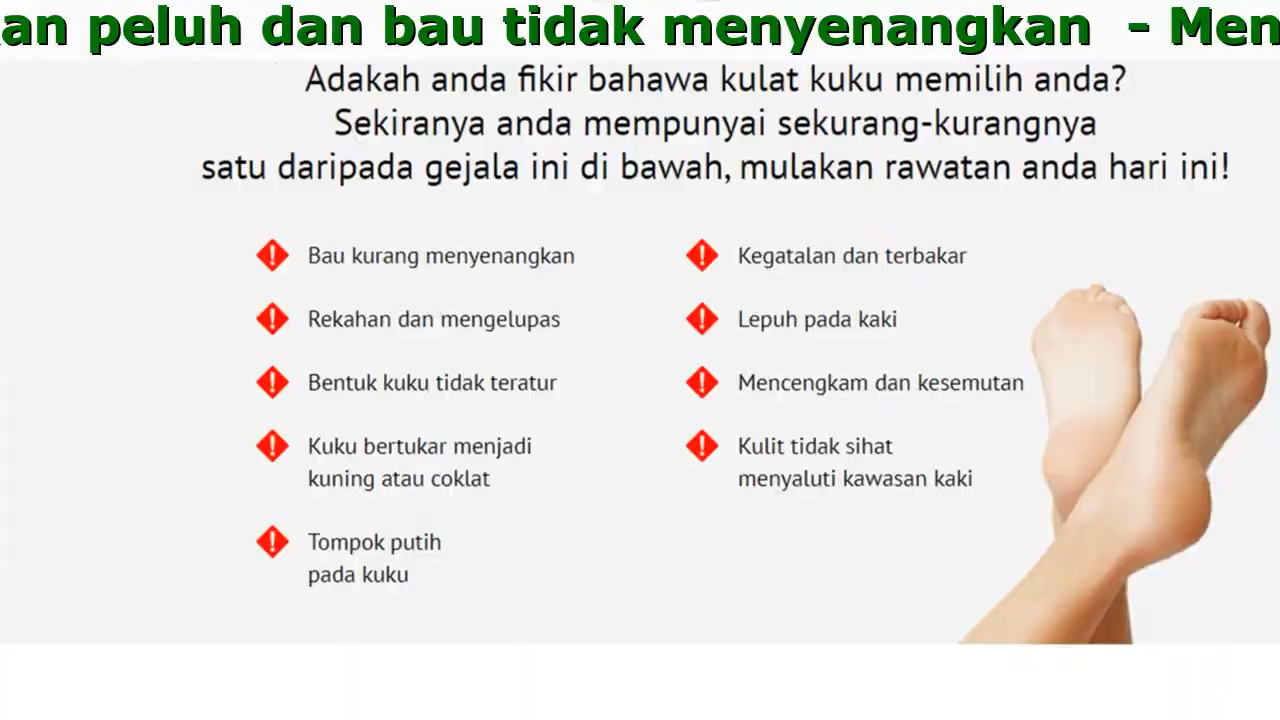 an peluh dan bau tidak menyenangkan - Men
Adakah anda fikir bahawa kulat kuku memilih anda?
Sekiranya anda mempunyai sekurang-kurangnya
satu daripada gejala ini di bawah, mulakan rawatan anda hari ini!
Bau kurang menyenangkan
Rekahan dan mengelupas
Bentuk kuku tidak teratur
Kuku bertukar menjadi
kuning atau coklat
Tompok putih
pada kuku
Kegatalan dan terbakar
Lepuh pada kaki
Mencengkam dan kesemutan
Kulit tidak sihat
menyaluti kawasan kaki